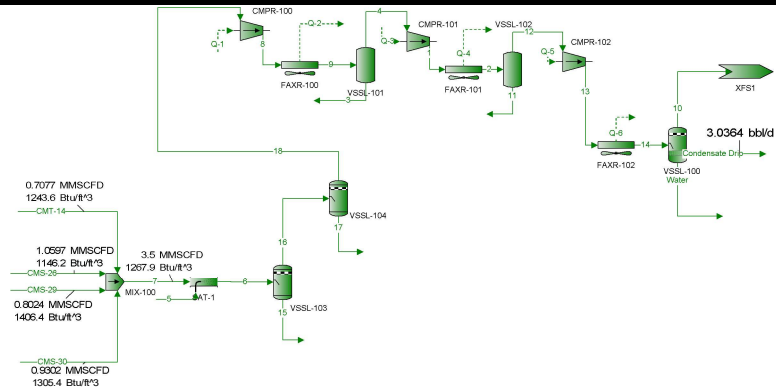 CMPR-100
Q-1
8
Q-2
FAXR-100
9
4
VSSL-101
3
Q-3
CMPR-101
1
Q-4
FAXR-101
2
VSSL-102
12
11
Q-5
CMPR-102
13
Q-6
FAXR-102
14
10
XFS1
3.0364 bbl/d
Condensate Drip
VSSL-100
Water
18
VSSL-104
17
16
0.7077 MMSCFD
1243.6 Btu/ft^3
CMT-14
1.0597 MMSCFD
1146.2 Btu/ft^3
CMS-26
CMS-29
0.8024 MMSCFD
1406.4 Btu/ft^3
MIX-100
3.5 MMSCFD
1267.9 Btu/ft^3
7
5
SAT-1
6
VSSL-103
15
CMS-30
0.9302 MMSCFD
1305.4 Btu/ft^3